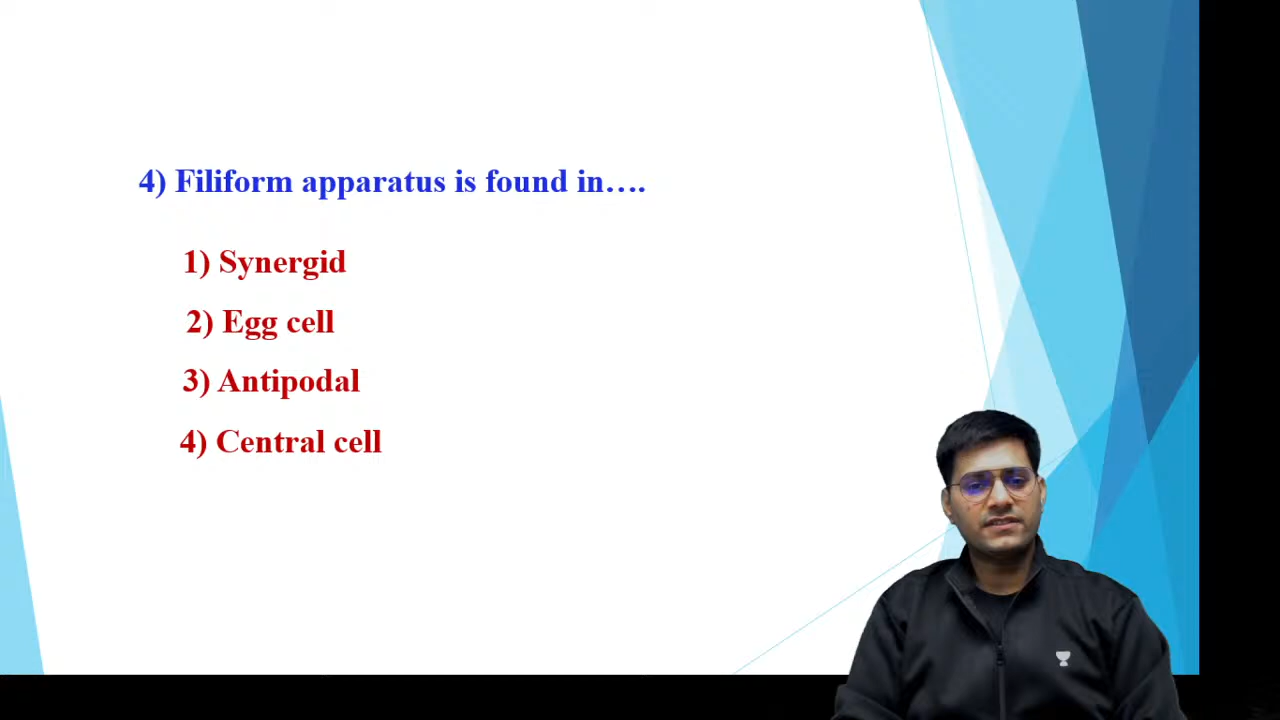 4) Filiform apparatus is found in….
1) Synergid
2) Egg cell
3) Antipodal
4) Central cell